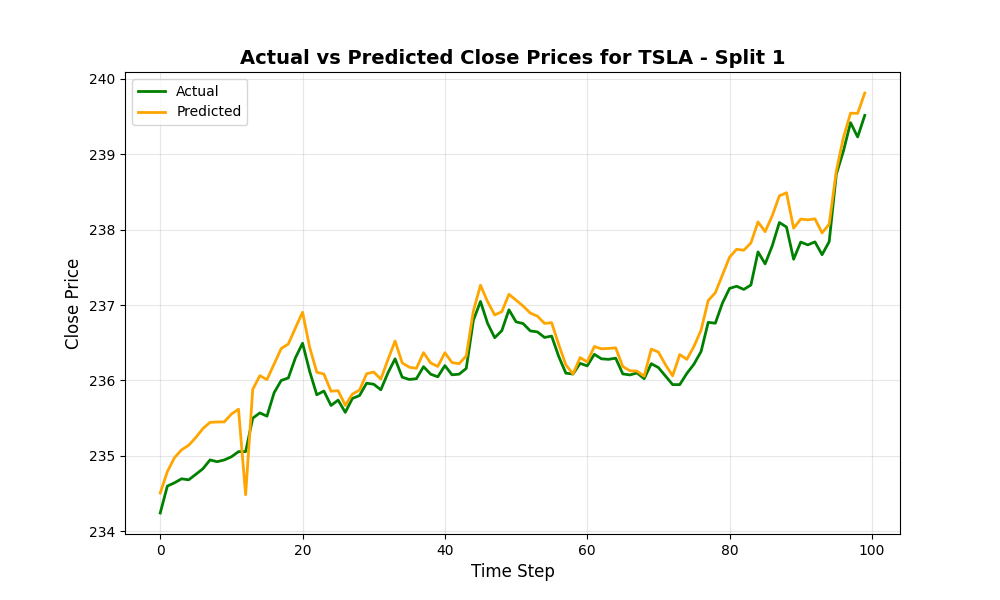 Actual vs Predicted Close Prices for TSLA - Split 1
Actual
Predicted
Close Price
240
239
238
237
236
235
234
0 20 40 60 80 100
Time Step